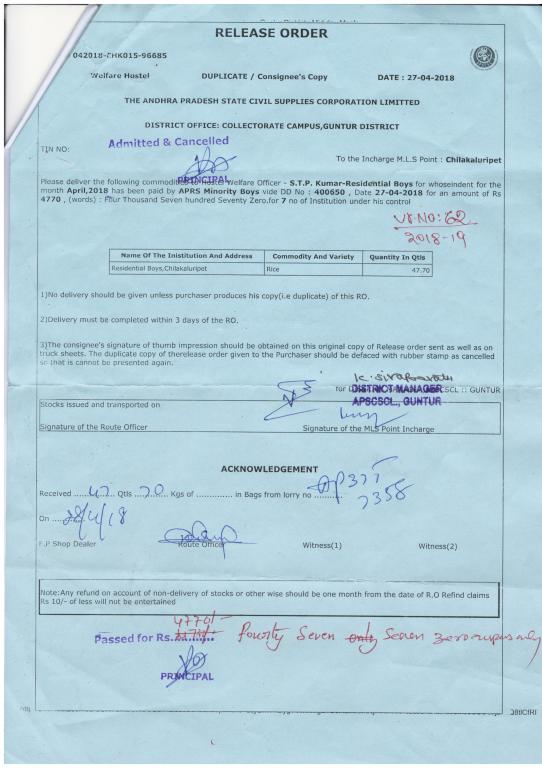 RELEASE ORDER
042018-CHK015-96685
Welfare Hostel DUPLICATE / Consignee's Copy DATE : 27-04-2018
THE ANDHRA PRADESH STATE CIVIL SUPPLIES CORPORATION LIMITTED
DISTRICT OFFICE: COLLECTORATE CAMPUS,GUNTUR DISTRICT
TIN NO:
Admitted & Cancelled
PRINCIPAL
To the Incharge M.L.S Point : Chilakaluripet
Please deliver the following commodities to Hostel Welfare Officer - S.T.P. Kumar-Residential Boys for whoseindent for the
month April,2018 has been paid by APRS Minority Boys vide DD No : 400650 , Date 27-04-2018 for an amount of Rs
4770 , (words) : Four Thousand Seven hundred Seventy Zero.for 7 no of Institution under his control
Vr.No: 62
2018-19
Name Of The Inistitution And Address Commodity And Variety Quantity In Qtls
Residential Boys,Chilakaluripet Rice 47.70
1)No delivery should be given unless purchaser produces his copy(i.e duplicate) of this RO.
2)Delivery must be completed within 3 days of the RO.
3)The consignee's signature of thumb impression should be obtained on this original copy of Release order sent as well as on
truck sheets. The duplicate copy of therelease order given to the Purchaser should be defaced with rubber stamp as cancelled
so that is cannot be presented again.
for DISTRICT MANAGER APSCSCL :: GUNTUR
DISTRICT MANAGER
APSCSCL, GUNTUR
Stocks issued and transported on
Signature of the Route Officer Signature of the MLS Point Incharge
ACKNOWLEDGEMENT
Received ....47.. Qtls ..70.. Kgs of .............. in Bags from lorry no ..........
7358
On .... 28/4/18
F.P Shop Dealer Route Officer Witness(1) Witness(2)
Note:Any refund on account of non-delivery of stocks or other wise should be one month from the date of R.O Refind claims
Rs 10/- of less will not be entertained
4770/-
Passed for Rs........... Fourty Seven only Seven zero rupees only
PRINCIPAL